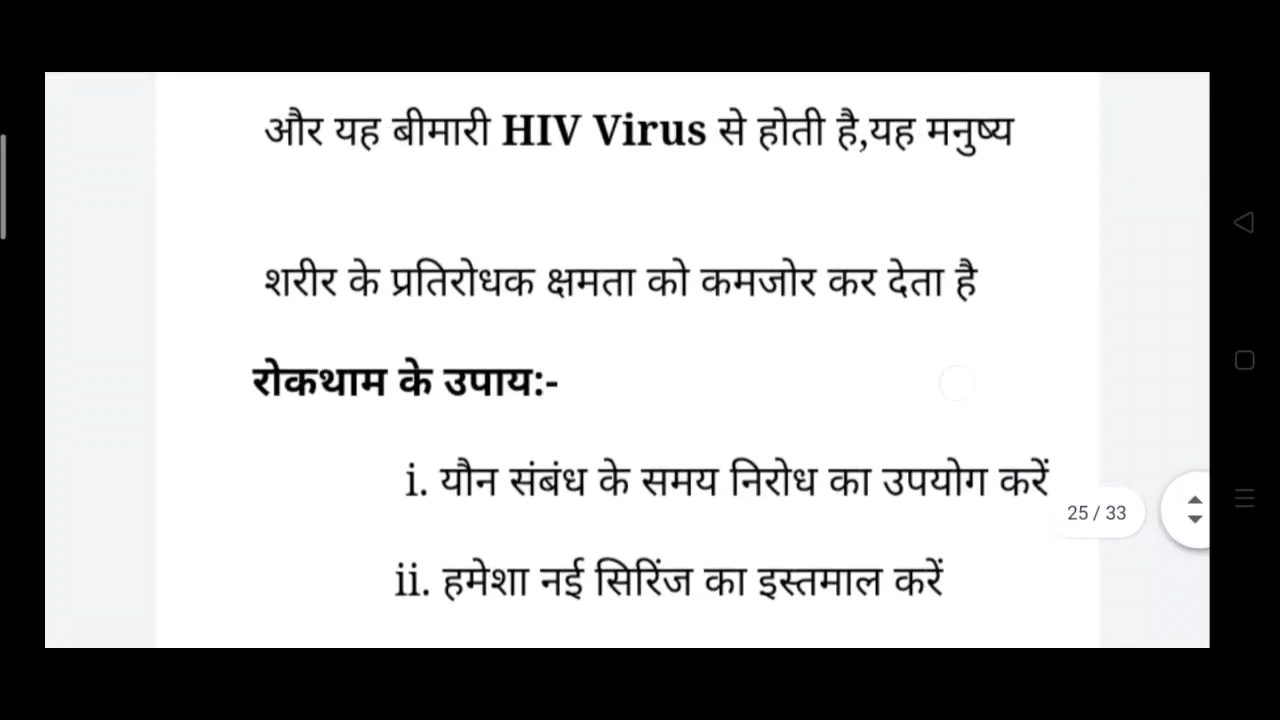 और यह बीमारी HIV Virus से होती है,यह मनुष्य
शरीर के प्रतिरोधक क्षमता को कमजोर कर देता है
रोकथाम के उपाय:-
i. यौन संबंध के समय निरोध का उपयोग करें
25 / 33
ii. हमेशा नई सिरिंज का इस्तमाल करें